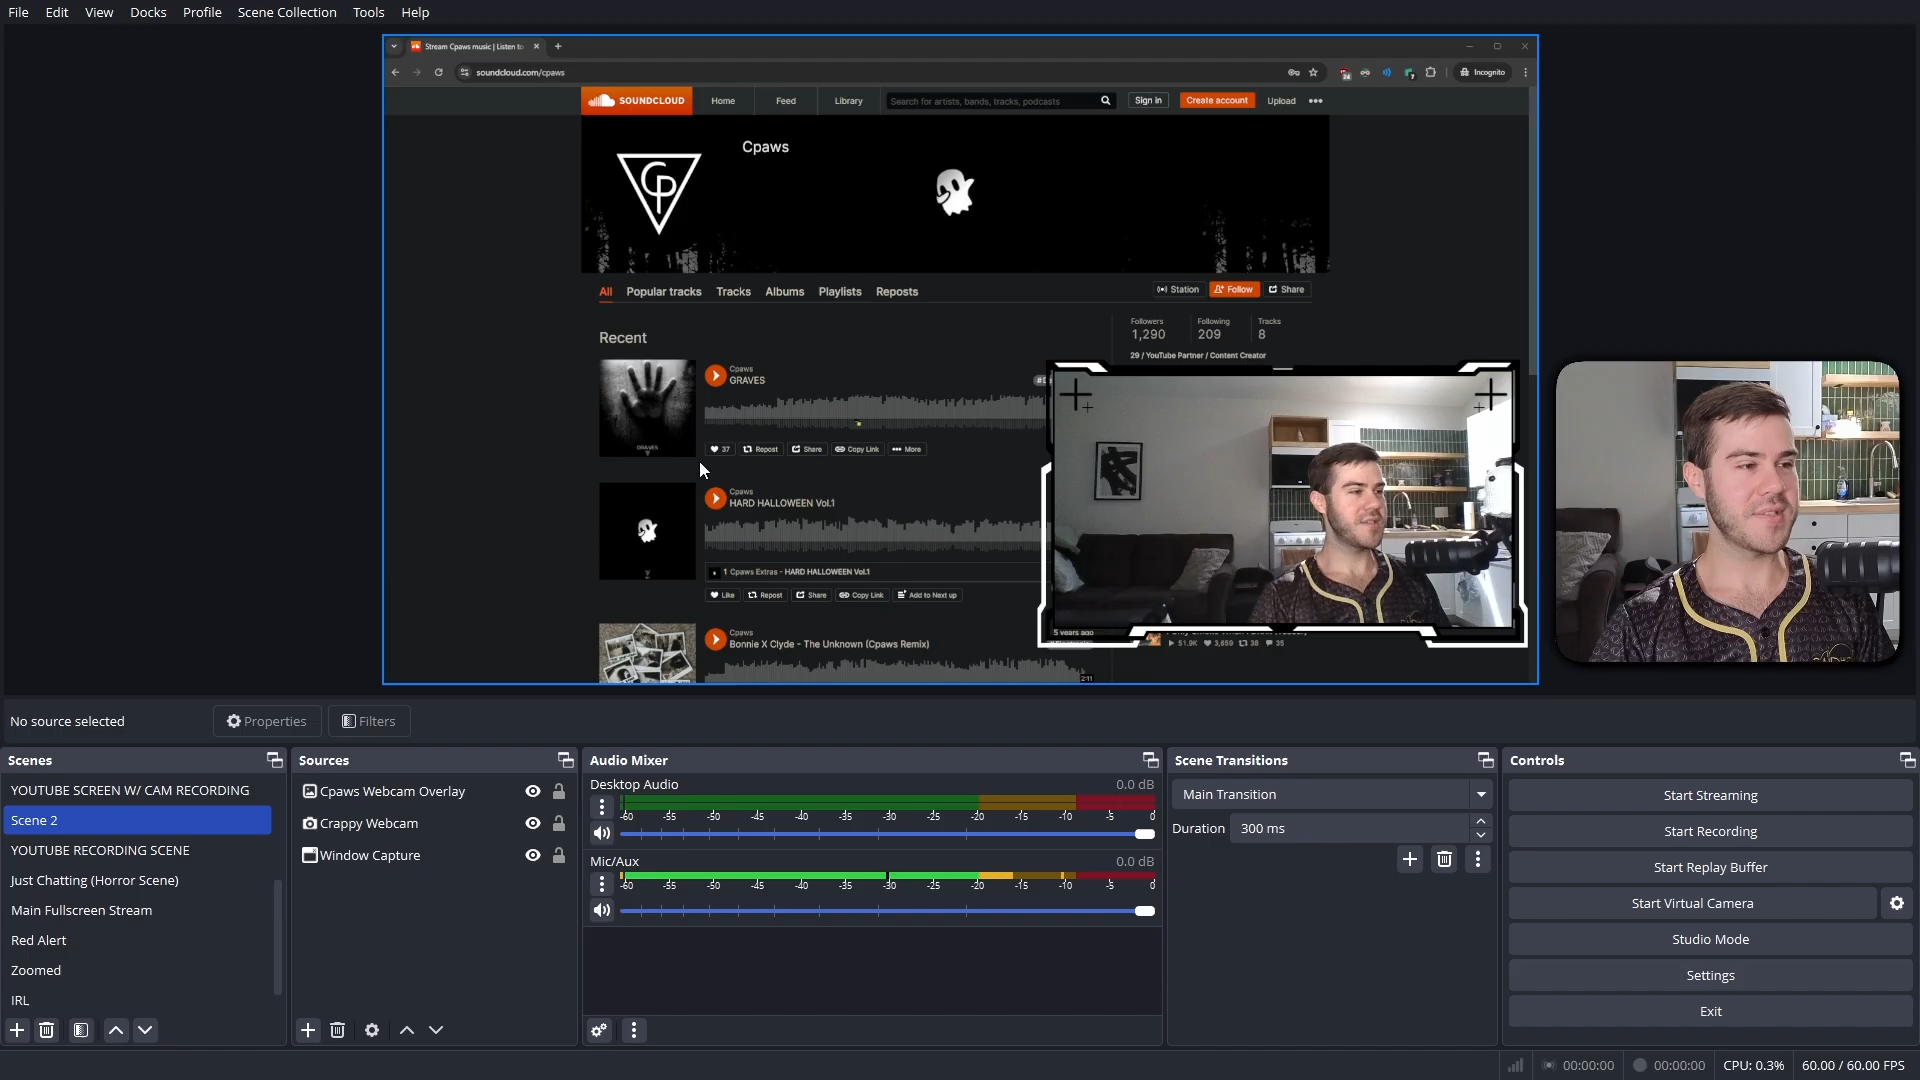 File Edit View Docks Profile Scene Collection Tools Help
Stream Cpaws music | Listen to
soundcloud.com/cpaws
Incognito
SOUNDCLOUD Home Feed Library Search for artists, bands, tracks, podcasts Sign in Create account Upload
Cpaws
CP
All Popular tracks Tracks Albums Playlists Reposts Station Follow Share
Followers Following Tracks
1,290 209 8
29 / YouTube Partner / Content Creator
Recent
Cpaws
GRAVES
GRAVES
37 Repost Share Copy Link More
Cpaws
HARD HALLOWEEN Vol.1
1 Cpaws Extras - HARD HALLOWEEN Vol.1
Like Repost Share Copy Link Add to Next up
Cpaws
Bonnie X Clyde - The Unknown (Cpaws Remix)
5 years ago
51.9K 3,659 38 35
2:11
No source selected Properties Filters
Scenes
YOUTUBE SCREEN W/ CAM RECORDING
Scene 2
YOUTUBE RECORDING SCENE
Just Chatting (Horror Scene)
Main Fullscreen Stream
Red Alert
Zoomed
IRL
Sources
Cpaws Webcam Overlay
Crappy Webcam
Window Capture
Audio Mixer
Desktop Audio 0.0 dB
-60 -55 -50 -45 -40 -35 -30 -25 -20 -15 -10 -5 0
Mic/Aux 0.0 dB
-60 -55 -50 -45 -40 -35 -30 -25 -20 -15 -10 -5 0
Scene Transitions
Main Transition
Duration 300 ms
Controls
Start Streaming
Start Recording
Start Replay Buffer
Start Virtual Camera
Studio Mode
Settings
Exit
00:00:00 00:00:00 CPU: 0.3% 60.00 / 60.00 FPS